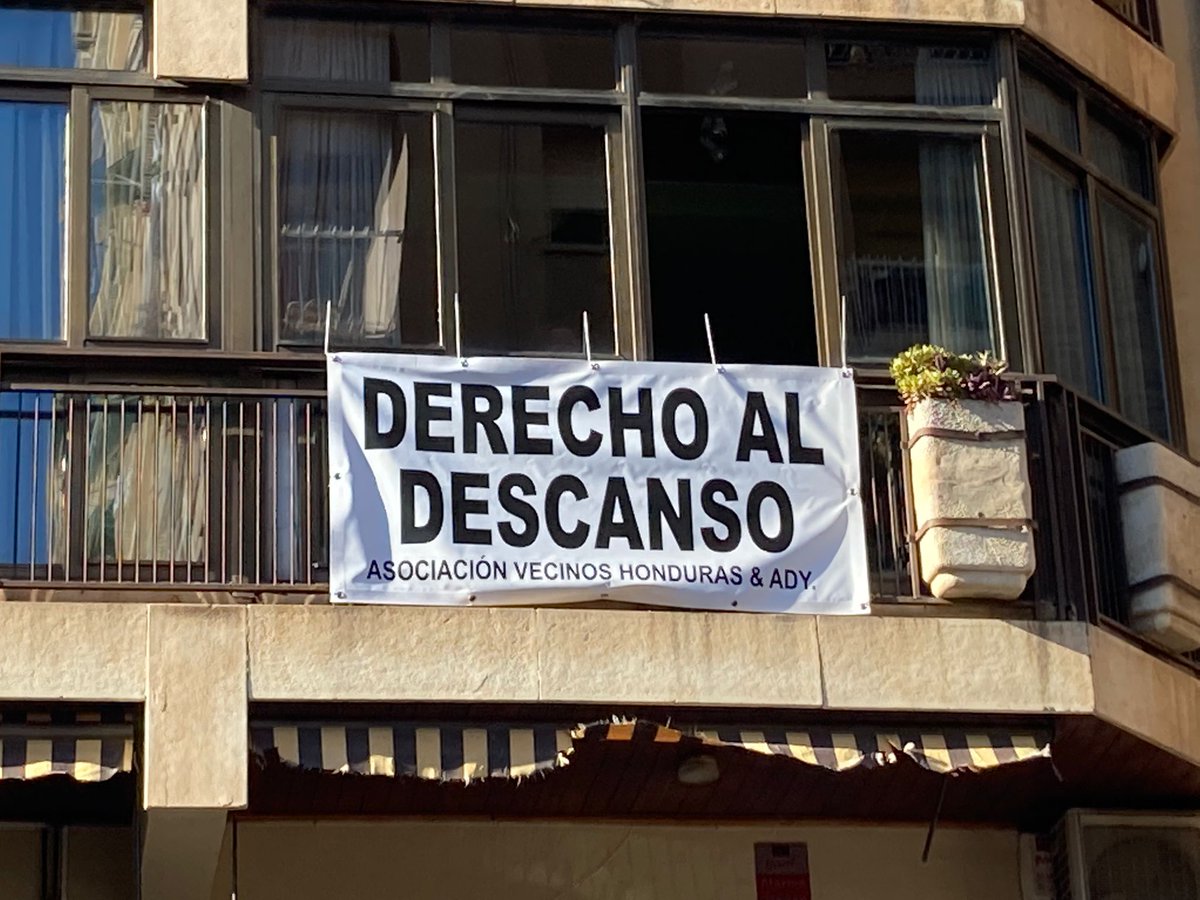 DERECHO AL
DESCANSO
ASOCIACIÓN VECINOS HONDURAS & ADY.